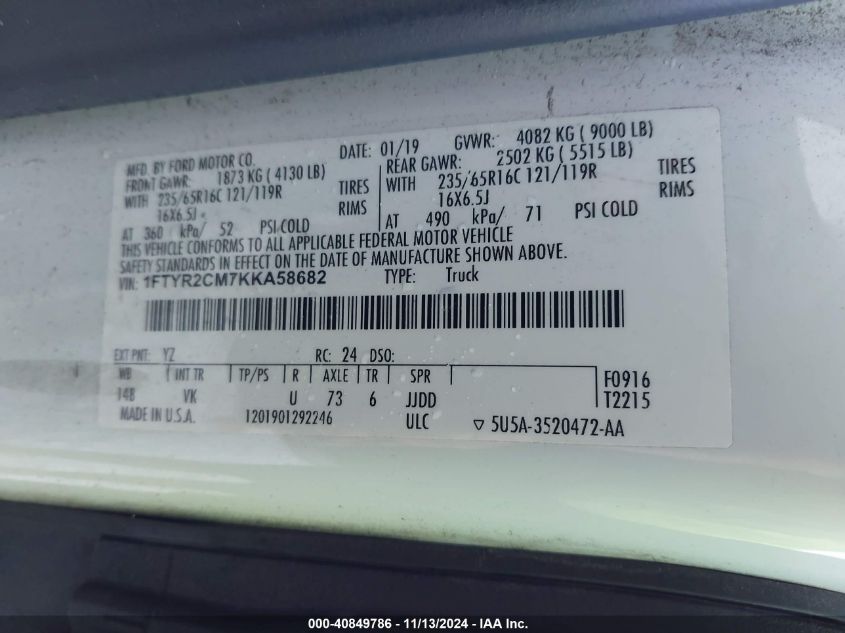 MFD. BY FORD MOTOR CO. DATE: 01/19 GVWR: 4082 KG ( 9000 LB)
FRONT GAWR: 1873 KG ( 4130 LB) REAR GAWR: 2502 KG ( 5515 LB)
WITH 235/65R16C 121/119R TIRES WITH 235/65R16C 121/119R TIRES
16X6.5J RIMS 16X6.5J RIMS
AT 360 kPa/ 52 PSI COLD AT 490 kPa/ 71 PSI COLD
THIS VEHICLE CONFORMS TO ALL APPLICABLE FEDERAL MOTOR VEHICLE
SAFETY STANDARDS IN EFFECT ON THE DATE OF MANUFACTURE SHOWN ABOVE.
VIN: 1FTYR2CM7KKA58682 TYPE: Truck
EXT PNT: YZ RC: 24 DSO:
WB INT TR TP/PS R AXLE TR SPR F0916
148 VK U 73 6 JJDD T2215
MADE IN U.S.A. 1201901292246 ULC ▽ 5U5A-3520472-AA
000-40849786 - 11/13/2024 - IAA Inc.